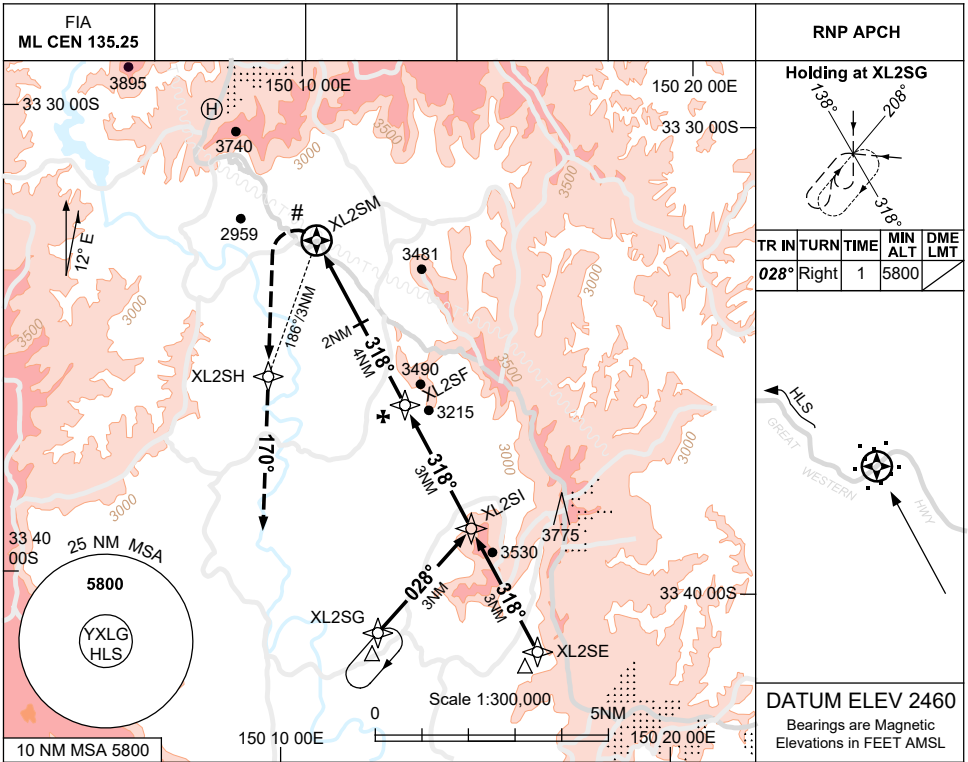 FIA
ML CEN 135.25
RNP APCH
3895
150 10 00E
150 20 00E
33 30 00S
33 30 00S
H
3740
3500
3000
3500
3000
12° E
2959
#
XL2SM
3481
3500
3000
186°/3NM
2NM
318°
4NM
3500
XL2SH
3490
XL2SF
3215
3000
3000
170°
318°
3NM
3000
XL2SI
3775
3530
33 40
00S
25 NM MSA
5800
YXLG
HLS
028°
3NM
318°
3NM
33 40 00S
XL2SG
XL2SE
Scale 1:300,000
0
5NM
10 NM MSA 5800
150 10 00E
150 20 00E
Holding at XL2SG
138°
208°
318°
TR IN TURN TIME MIN ALT DME LMT
028° Right 1 5800
HLS
GREAT
WESTERN
HWY
DATUM ELEV 2460
Bearings are Magnetic
Elevations in FEET AMSL